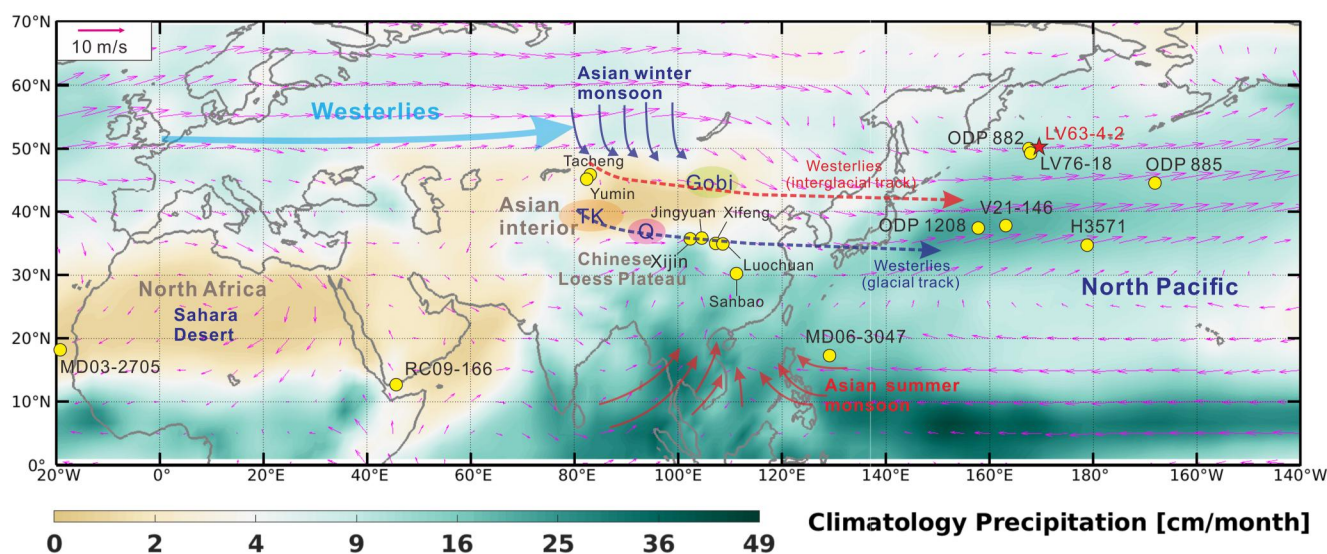 70°N
60°N
50°N
40°N
30°N
20°N
10°N
0°
10 m/s
Asian winter
monsoon
Westerlies
Tacheng
Yumin
Gobi
Westerlies
(interglacial track)
ODP 882
LV63-4-2
LV76-18
ODP 885
Asian
interior
TK
Q
Jingyuan
Xifeng
Xijin
Luochuan
Chinese
Loess Plateau
Sanbao
ODP 1208
V21-146
H3571
Westerlies
(glacial track)
North Pacific
North Africa
Sahara
Desert
MD03-2705
RC09-166
MD06-3047
Asian summer
monsoon
20°W
0°
20°E
40°E
60°E
80°E
100°E
120°E
140°E
160°E
180°
160°W
140°W
0
2
4
9
16
25
36
49
Climatology Precipitation [cm/month]